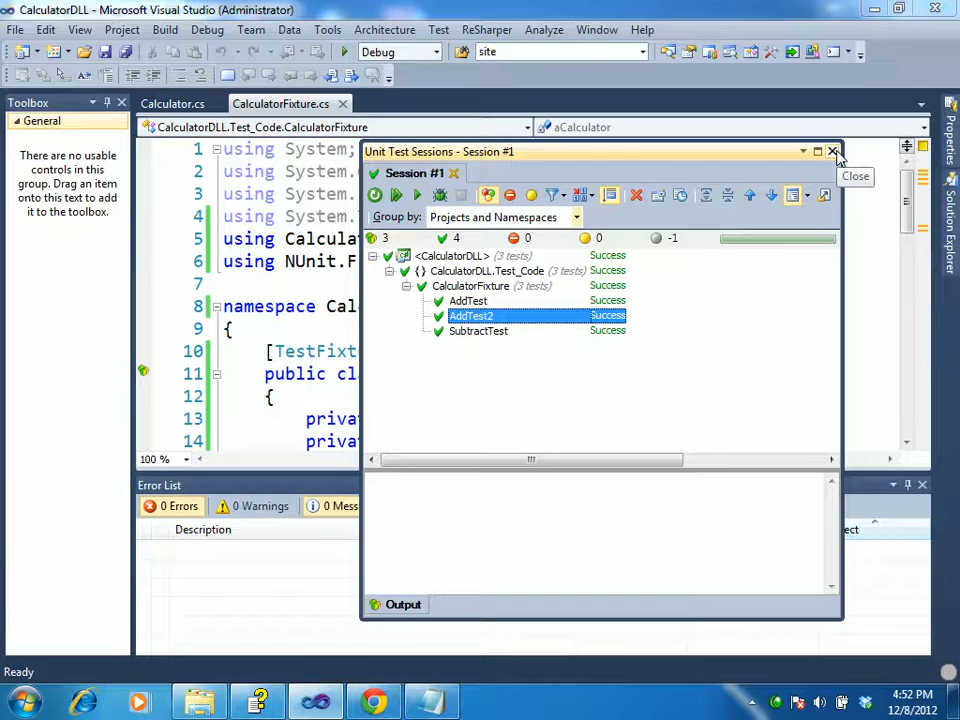 CalculatorDLL - Microsoft Visual Studio (Administrator)
File Edit View Project Build Debug Team Data Tools Architecture Test ReSharper Analyze Window Help
Debug site
Toolbox
Calculator.cs CalculatorFixture.cs
General
CalculatorDLL.Test_Code.CalculatorFixture aCalculator
There are no usable
controls in this
group. Drag an item
onto this text to
add it to the toolbox.
1 using System;
2 using System.
3 using System.
4 using System.
5 using Calcula
6 using NUnit.F
7
8 namespace Cal
9 {
10 [TestFixt
11 public cl
12 {
13 priva
14 priva
100 %
Unit Test Sessions - Session #1
Close
Session #1
Group by: Projects and Namespaces
3 4 0 0 -1
<CalculatorDLL> (3 tests) Success
{ } CalculatorDLL.Test_Code (3 tests) Success
CalculatorFixture (3 tests) Success
AddTest Success
AddTest2 Success
SubtractTest Success
Output
Properties
Solution Explorer
Error List
0 Errors 0 Warnings 0 Mess
Description ect
Ready
4:52 PM
12/8/2012